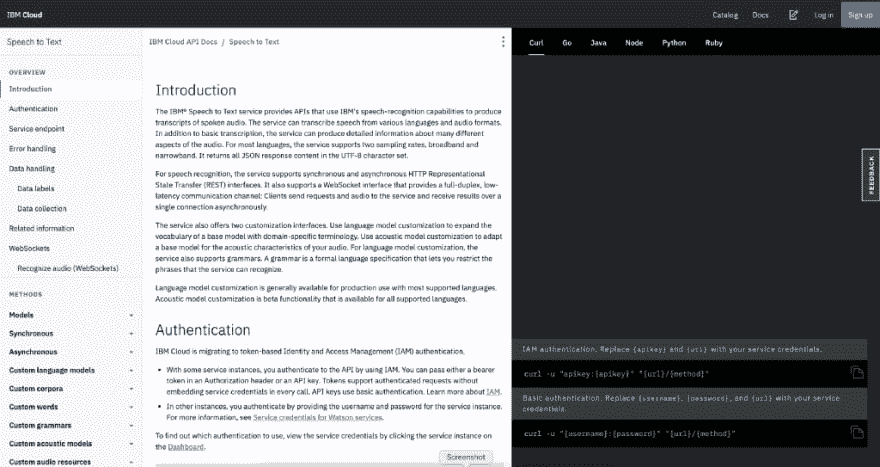 IBM Cloud
Catalog Docs Log in Sign up
Speech to Text
OVERVIEW
Introduction
Authentication
Service endpoint
Error handling
Data handling
Data labels
Data collection
Related information
WebSockets
Recognize audio (WebSockets)
METHODS
Models
Synchronous
Asynchronous
Custom language models
Custom corpora
Custom words
Custom grammars
Custom acoustic models
Custom audio resources
IBM Cloud API Docs / Speech to Text
Introduction
The IBM® Speech to Text service provides APIs that use IBM's speech-recognition capabilities to produce
transcripts of spoken audio. The service can transcribe speech from various languages and audio formats.
In addition to basic transcription, the service can produce detailed information about many different
aspects of the audio. For most languages, the service supports two sampling rates, broadband and
narrowband. It returns all JSON response content in the UTF-8 character set.
For speech recognition, the service supports synchronous and asynchronous HTTP Representational
State Transfer (REST) interfaces. It also supports a WebSocket interface that provides a full-duplex, low-
latency communication channel: Clients send requests and audio to the service and receive results over a
single connection asynchronously.
The service also offers two customization interfaces. Use language model customization to expand the
vocabulary of a base model with domain-specific terminology. Use acoustic model customization to adapt
a base model for the acoustic characteristics of your audio. For language model customization, the
service also supports grammars. A grammar is a formal language specification that lets you restrict the
phrases that the service can recognize.
Language model customization is generally available for production use with most supported languages.
Acoustic model customization is beta functionality that is available for all supported languages.
Authentication
IBM Cloud is migrating to token-based Identity and Access Management (IAM) authentication.
• With some service instances, you authenticate to the API by using IAM. You can pass either a bearer
token in an Authorization header or an API key. Tokens support authenticated requests without
embedding service credentials in every call. API keys use basic authentication. Learn more about IAM.
• In other instances, you authenticate by providing the username and password for the service instance.
For more information, see Service credentials for Watson services.
To find out which authentication to use, view the service credentials by clicking the service instance on
the Dashboard.
Screenshot
Curl Go Java Node Python Ruby
FEEDBACK
IAM authentication. Replace {apikey} and {url} with your service credentials.
curl -u "apikey:{apikey}" "{url}/{method}"
Basic authentication. Replace {username}, {password}, and {url} with your service
credentials.
curl -u "{username}:{password}" "{url}/{method}"